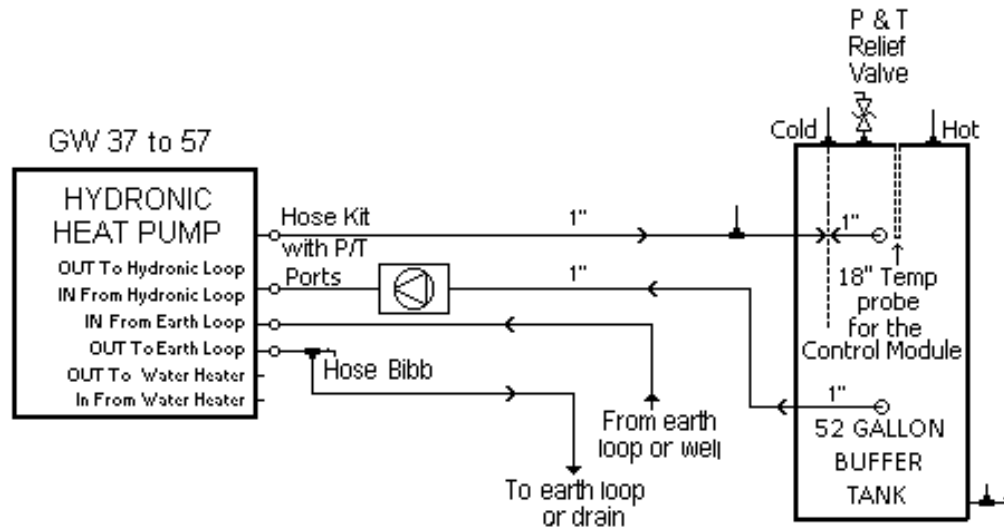 P & T
Relief
Valve
Cold
Hot
GW 37 to 57
HYDRONIC
HEAT PUMP
OUT To Hydronic Loop
IN From Hydronic Loop
IN From Earth Loop
OUT To Earth Loop
OUT To Water Heater
In From Water Heater
Hose Kit
with P/T
Ports
1"
1"
1"
18" Temp
probe
for the
Control Module
Hose Bibb
1"
From earth
loop or well
To earth loop
or drain
52 GALLON
BUFFER
TANK